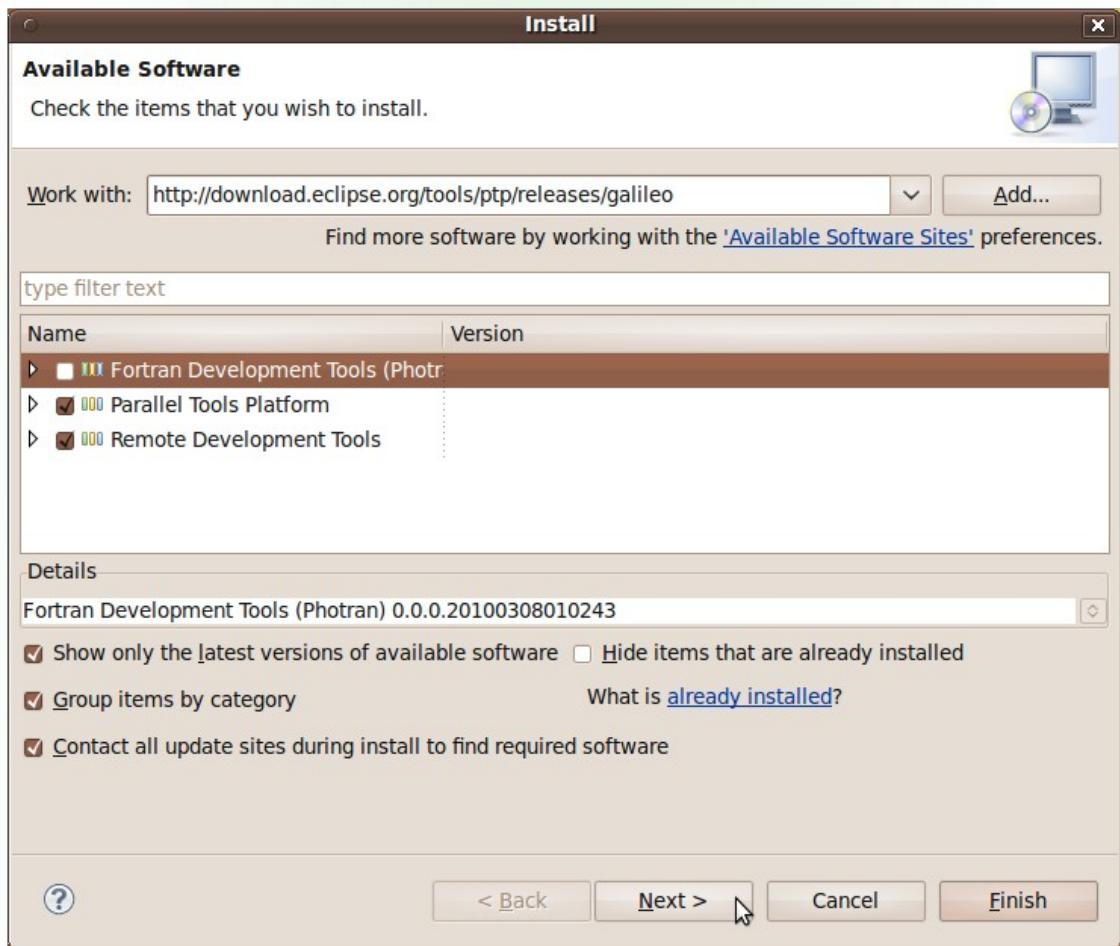 Install
Available Software
Check the items that you wish to install.
Work with: http://download.eclipse.org/tools/ptp/releases/galileo Add...
Find more software by working with the 'Available Software Sites' preferences.
type filter text
Name Version
Fortran Development Tools (Photr
Parallel Tools Platform
Remote Development Tools
Details
Fortran Development Tools (Photran) 0.0.0.20100308010243
Show only the latest versions of available software Hide items that are already installed
Group items by category What is already installed?
Contact all update sites during install to find required software
? < Back Next > Cancel Finish